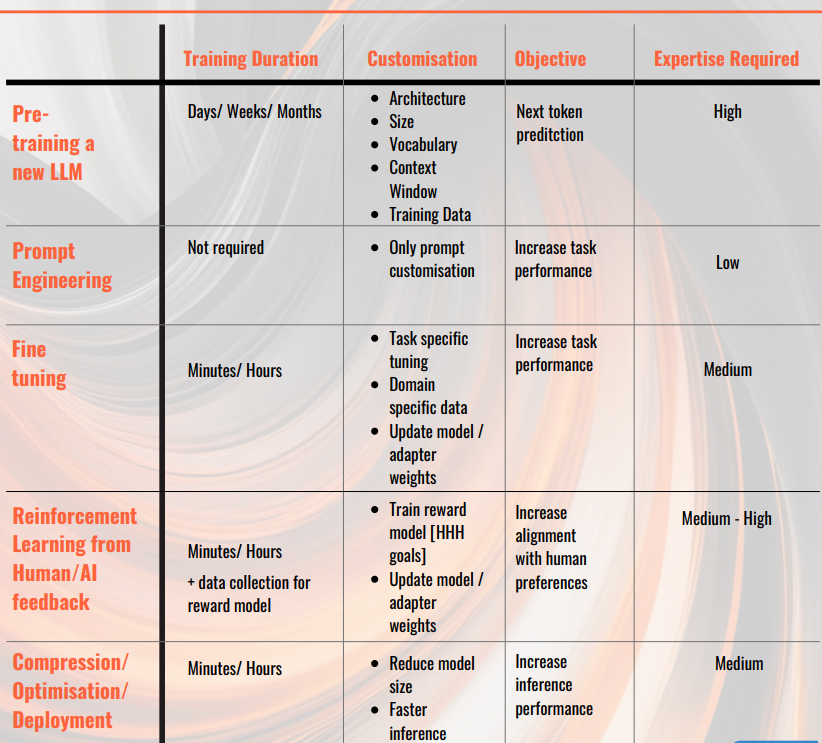 Training Duration Customisation Objective Expertise Required
Pre-
training a
new LLM
Days/ Weeks/ Months
Architecture
Size
Vocabulary
Context
Window
Training Data
Next token
preditction
High
Prompt
Engineering
Not required
Only prompt
customisation
Increase task
performance
Low
Fine
tuning
Minutes/ Hours
Task specific
tuning
Domain
specific data
Update model /
adapter
weights
Increase task
performance
Medium
Reinforcement
Learning from
Human/AI
feedback
Minutes/ Hours
+ data collection for
reward model
Train reward
model [HHH
goals]
Update model /
adapter
weights
Increase
alignment
with human
preferences
Medium - High
Compression/
Optimisation/
Deployment
Minutes/ Hours
Reduce model
size
Faster
inference
Increase
inference
performance
Medium